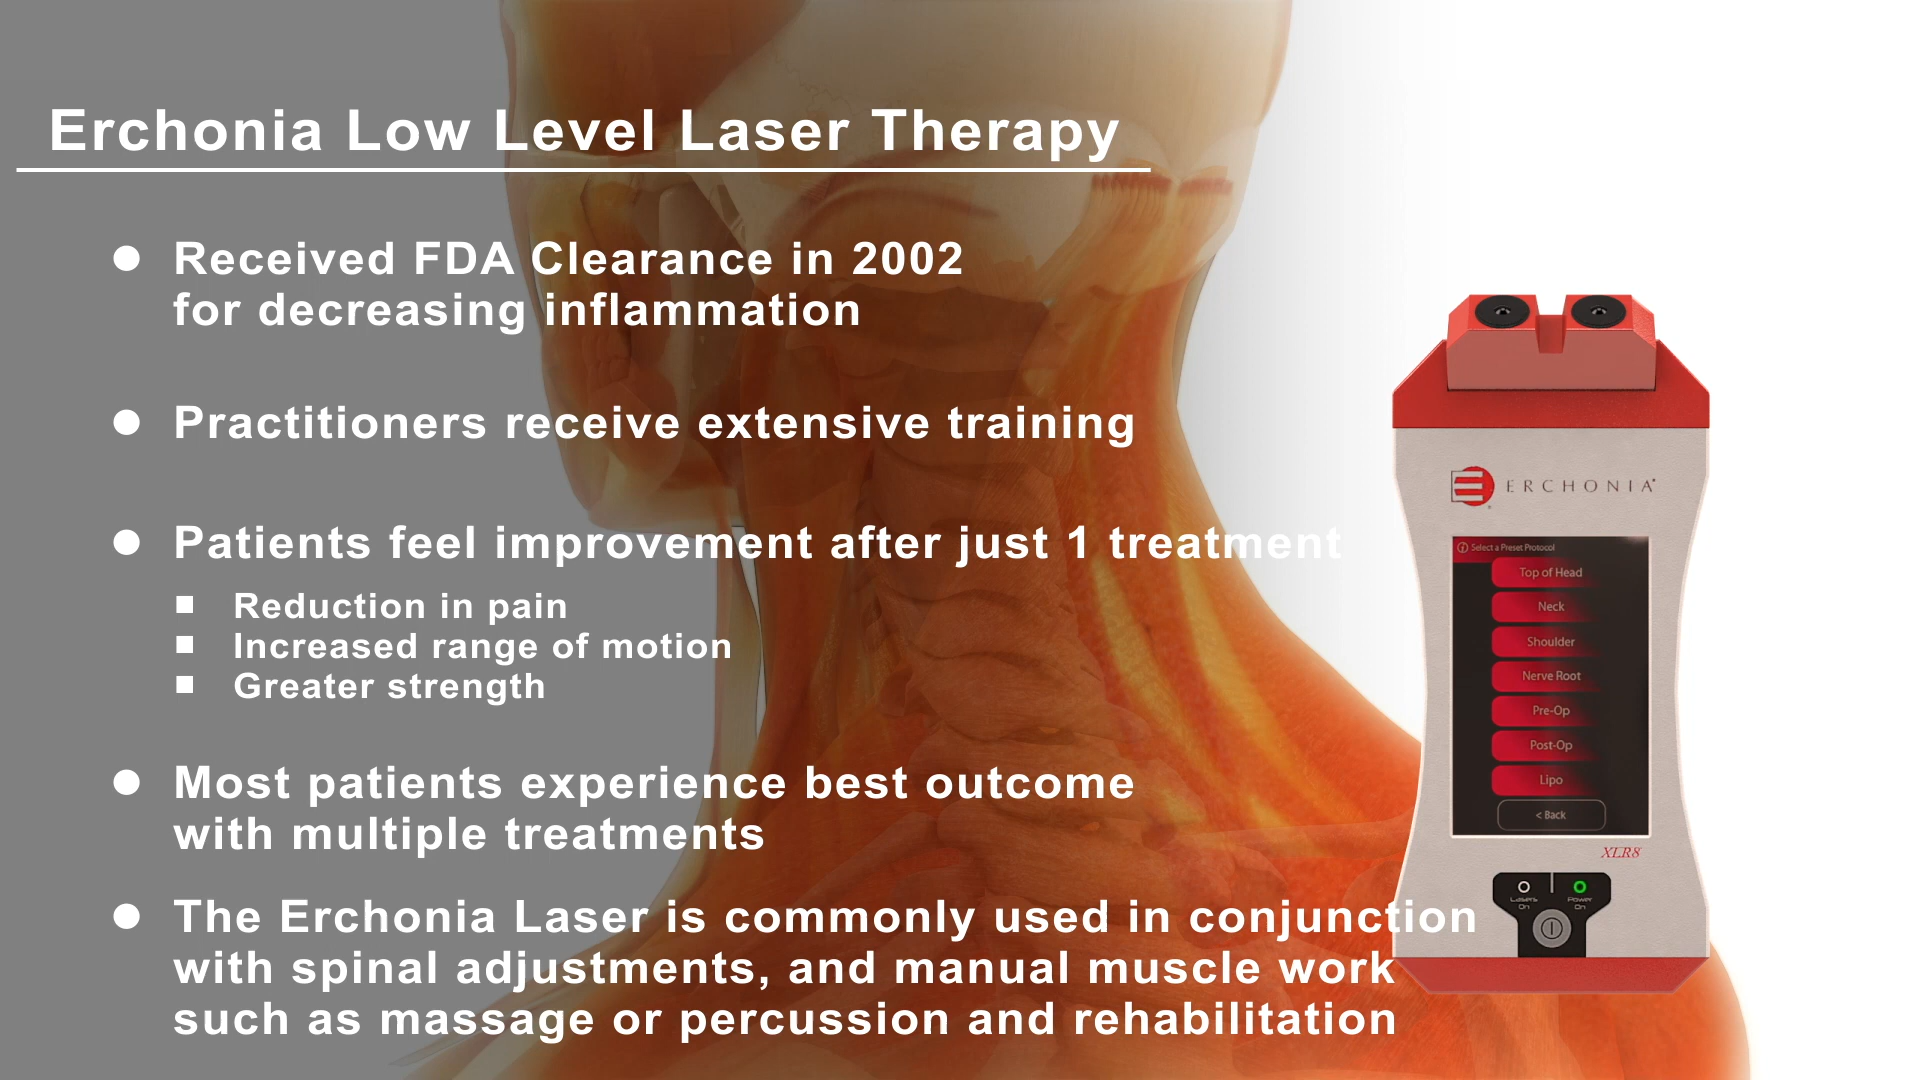 Erchonia Low Level Laser Therapy
● Received FDA Clearance in 2002
for decreasing inflammation
● Practitioners receive extensive training
● Patients feel improvement after just 1 treatment
■ Reduction in pain
■ Increased range of motion
■ Greater strength
● Most patients experience best outcome
with multiple treatments
● The Erchonia Laser is commonly used in conjunction
with spinal adjustments, and manual muscle work
such as massage or percussion and rehabilitation
ERCHONIA
Select a Preset Protocol
Top of Head
Neck
Shoulder
Nerve Root
Pre-Op
Post-Op
Lipo
< Back
XLR8
Lasers On
Power On